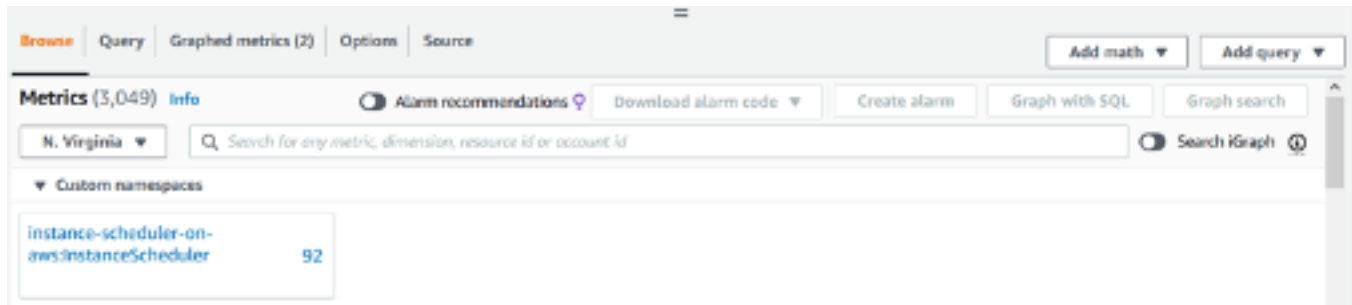 Browse Query Graphed metrics (2) Options Source
Add math ▼ Add query ▼
Metrics (3,049) Info Alarm recommendations Download alarm code ▼ Create alarm Graph with SQL Graph search
N. Virginia ▼ Search for any metric, dimension, resource id or account id Search iGraph
▼ Custom namespaces
instance-scheduler-on-
aws:InstanceScheduler 92